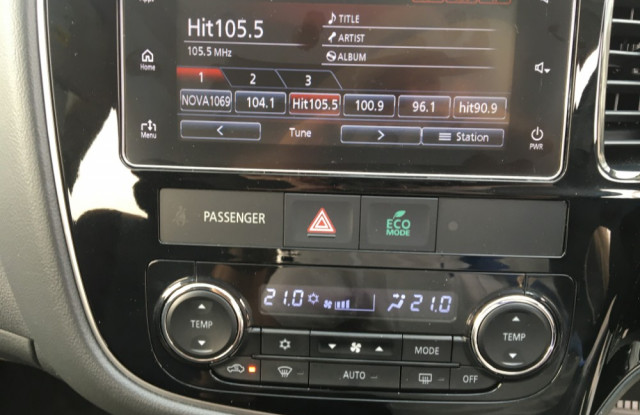 Hit105.5
105.5 MHz
TITLE
ARTIST
ALBUM
Home
1 2 3
NOVA1069 104.1 Hit105.5 100.9 96.1 hit90.9
Menu
< Tune > Station
PWR
PASSENGER
ECO
MODE
21.0 21.0
TEMP
TEMP
MODE
AUTO
OFF